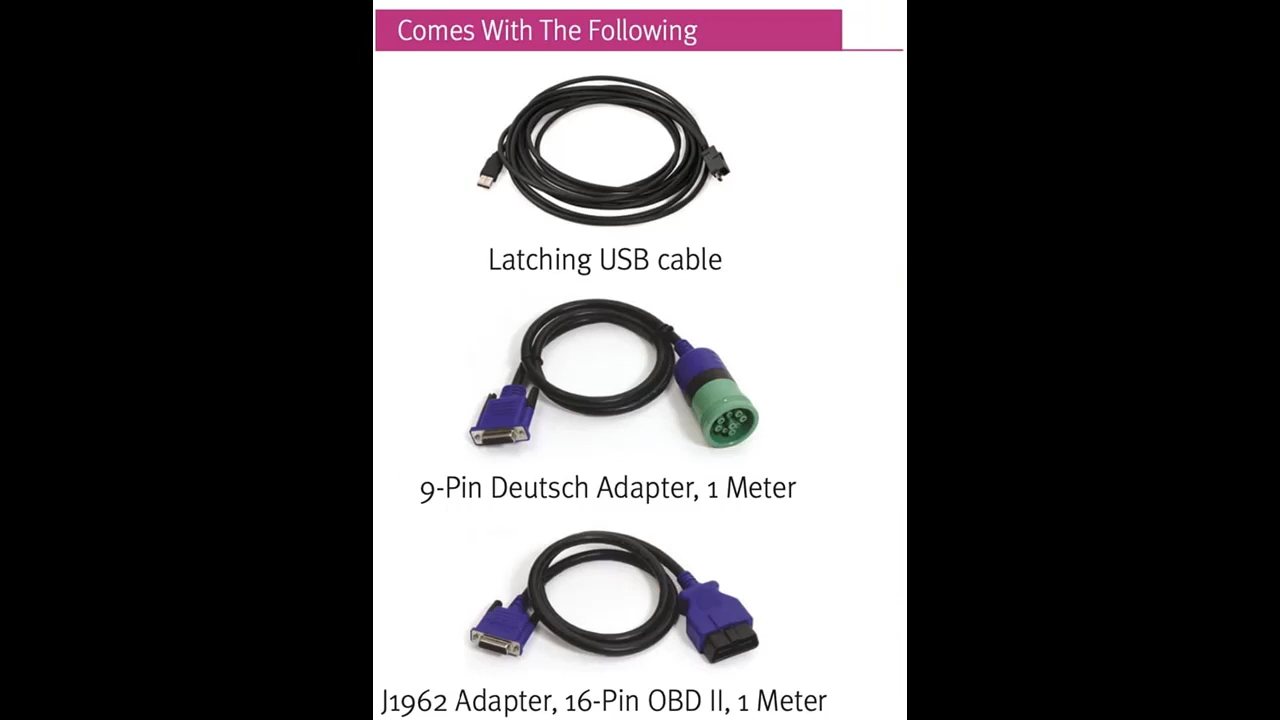 Comes With The Following
Latching USB cable
9-Pin Deutsch Adapter, 1 Meter
J1962 Adapter, 16-Pin OBD II, 1 Meter